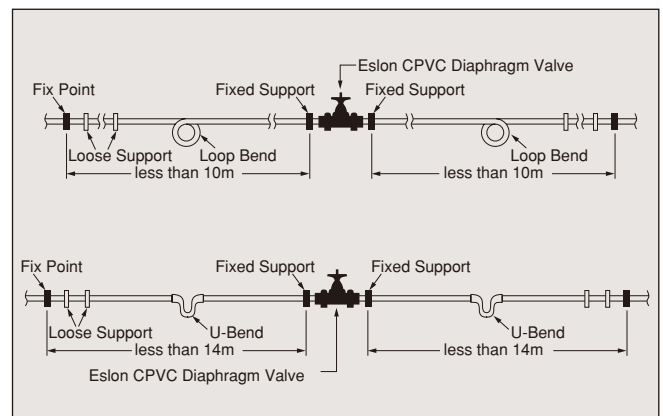 Eslon CPVC Diaphragm Valve
Fix Point
Fixed Support
Fixed Support
Loose Support
Loop Bend
Loop Bend
less than 10m
less than 10m
Fix Point
Fixed Support
Fixed Support
Loose Support
U-Bend
U-Bend
less than 14m
less than 14m
Eslon CPVC Diaphragm Valve